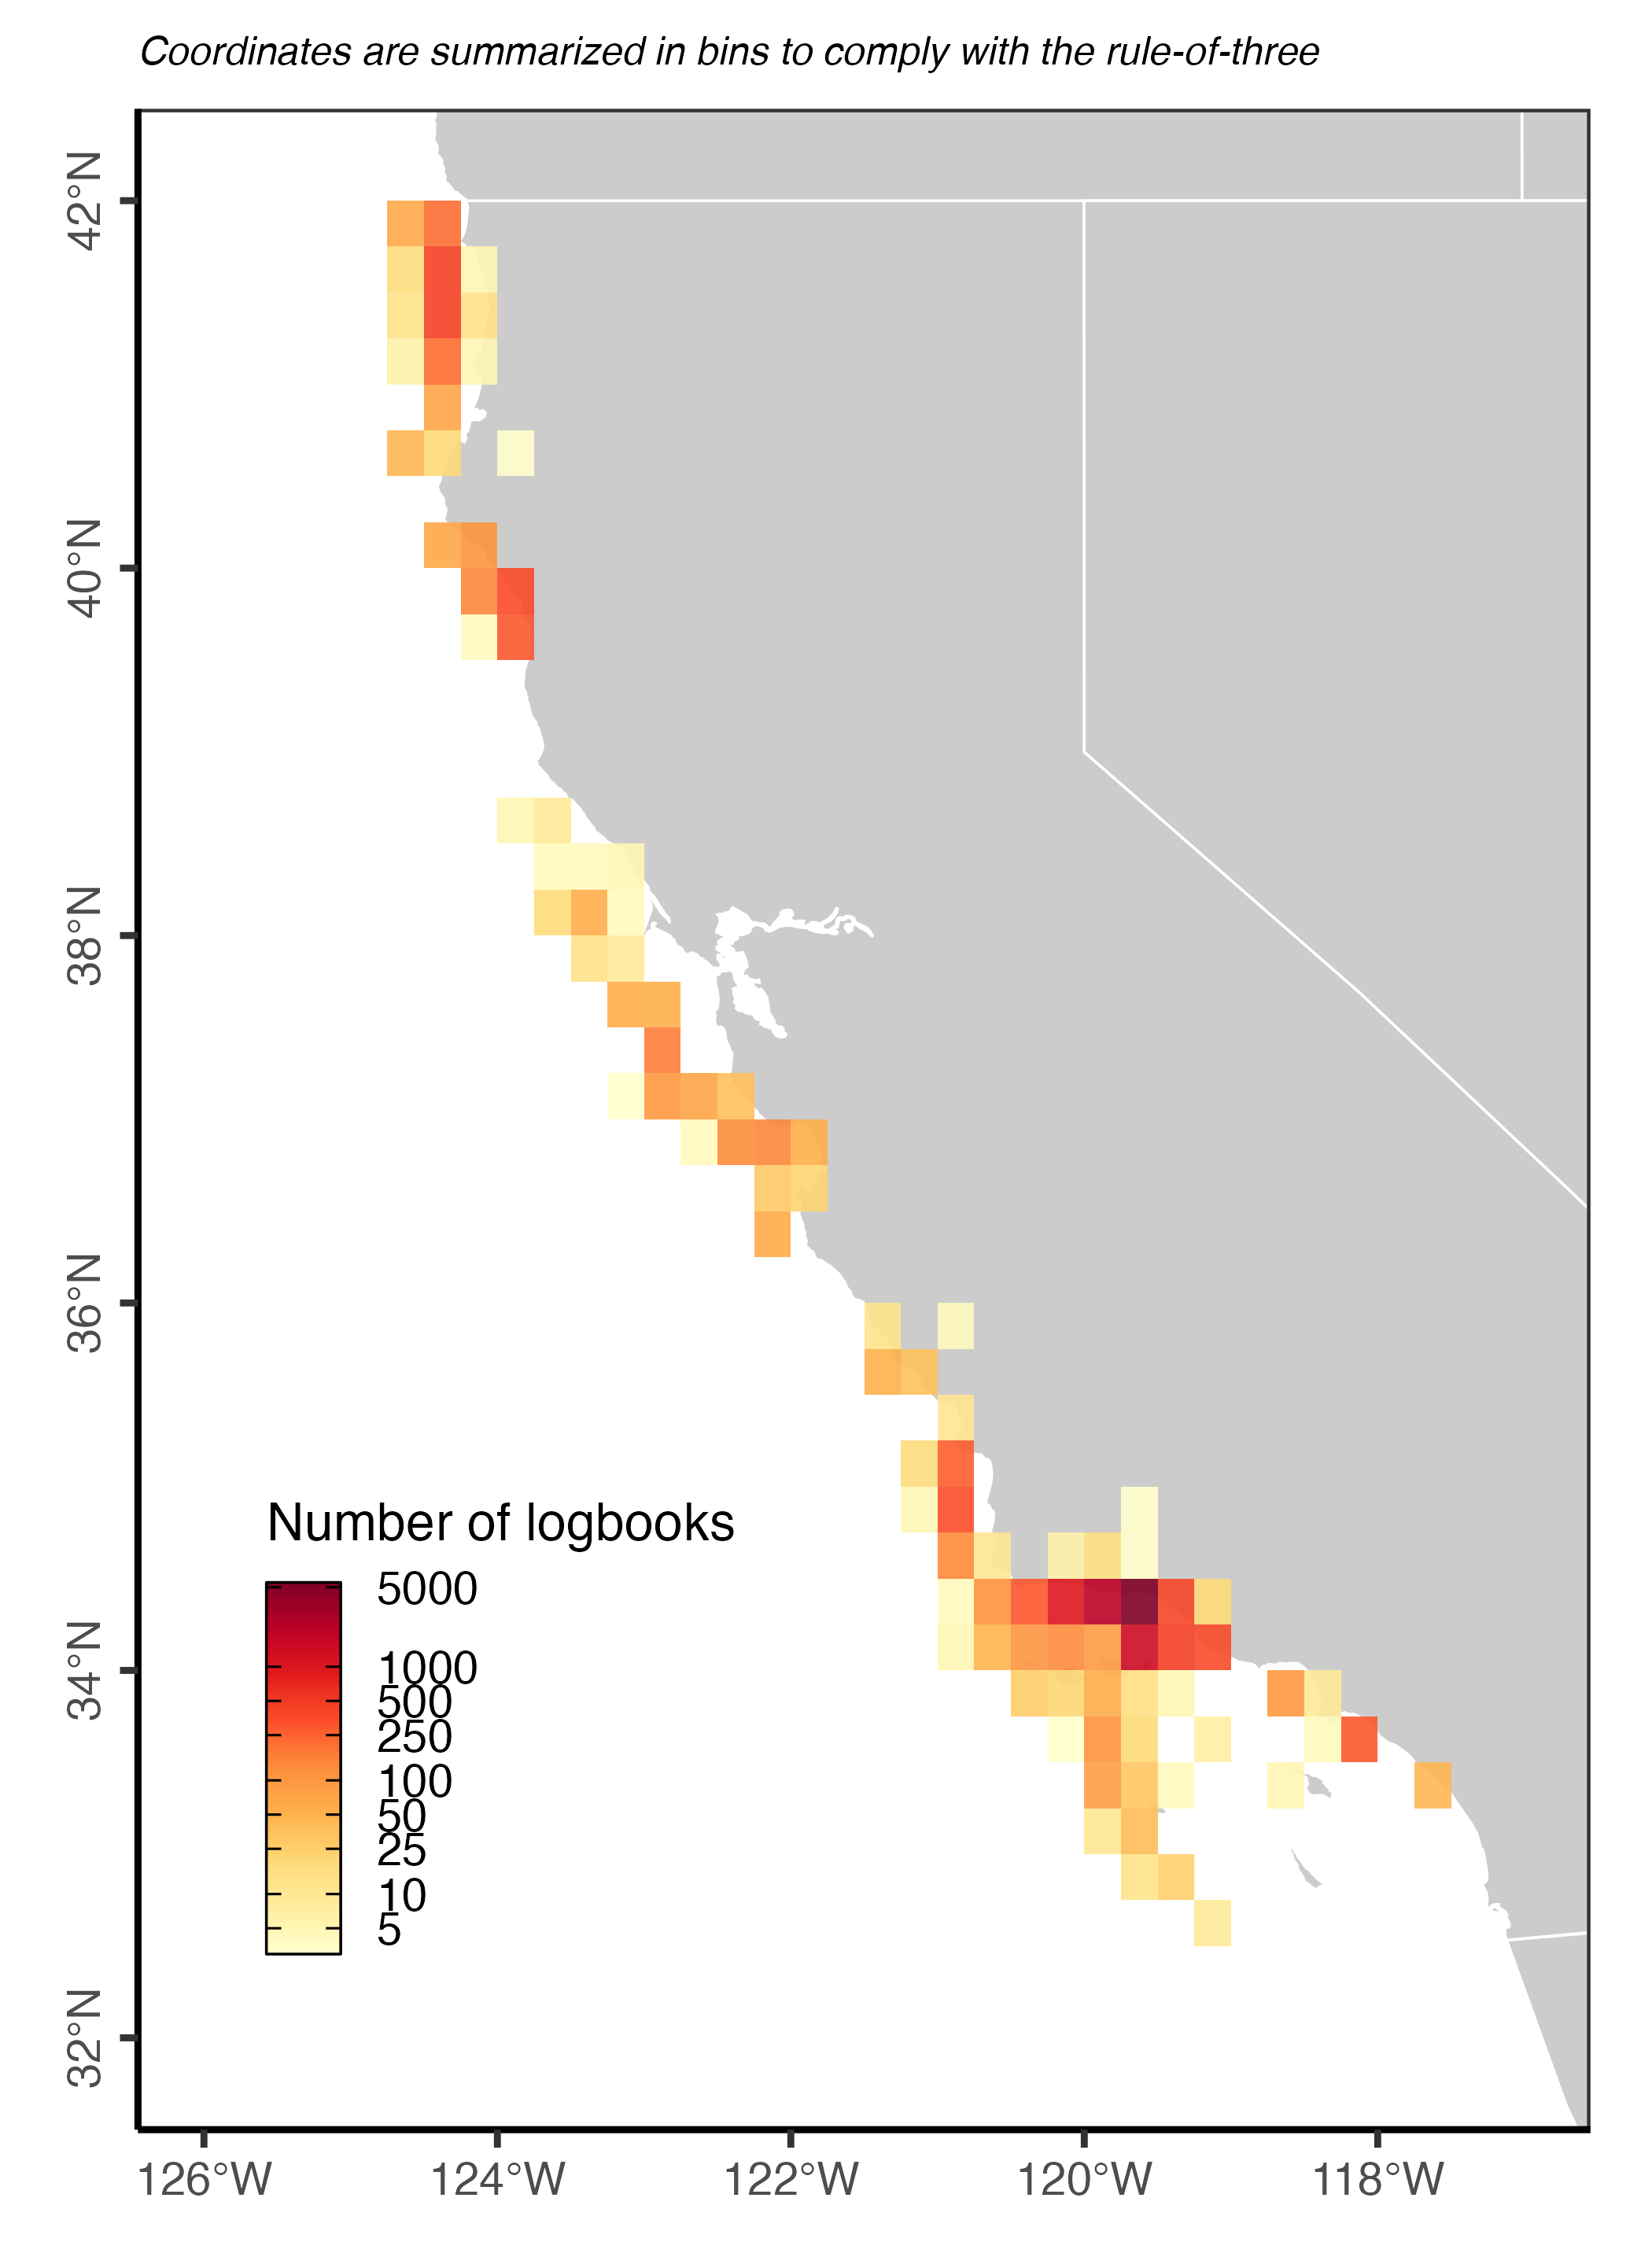 Coordinates are summarized in bins to comply with the rule-of-three
42°N
40°N
38°N
36°N
34°N
32°N
Number of logbooks
5000
1000
500
250
100
50
25
10
5
126°W
124°W
122°W
120°W
118°W